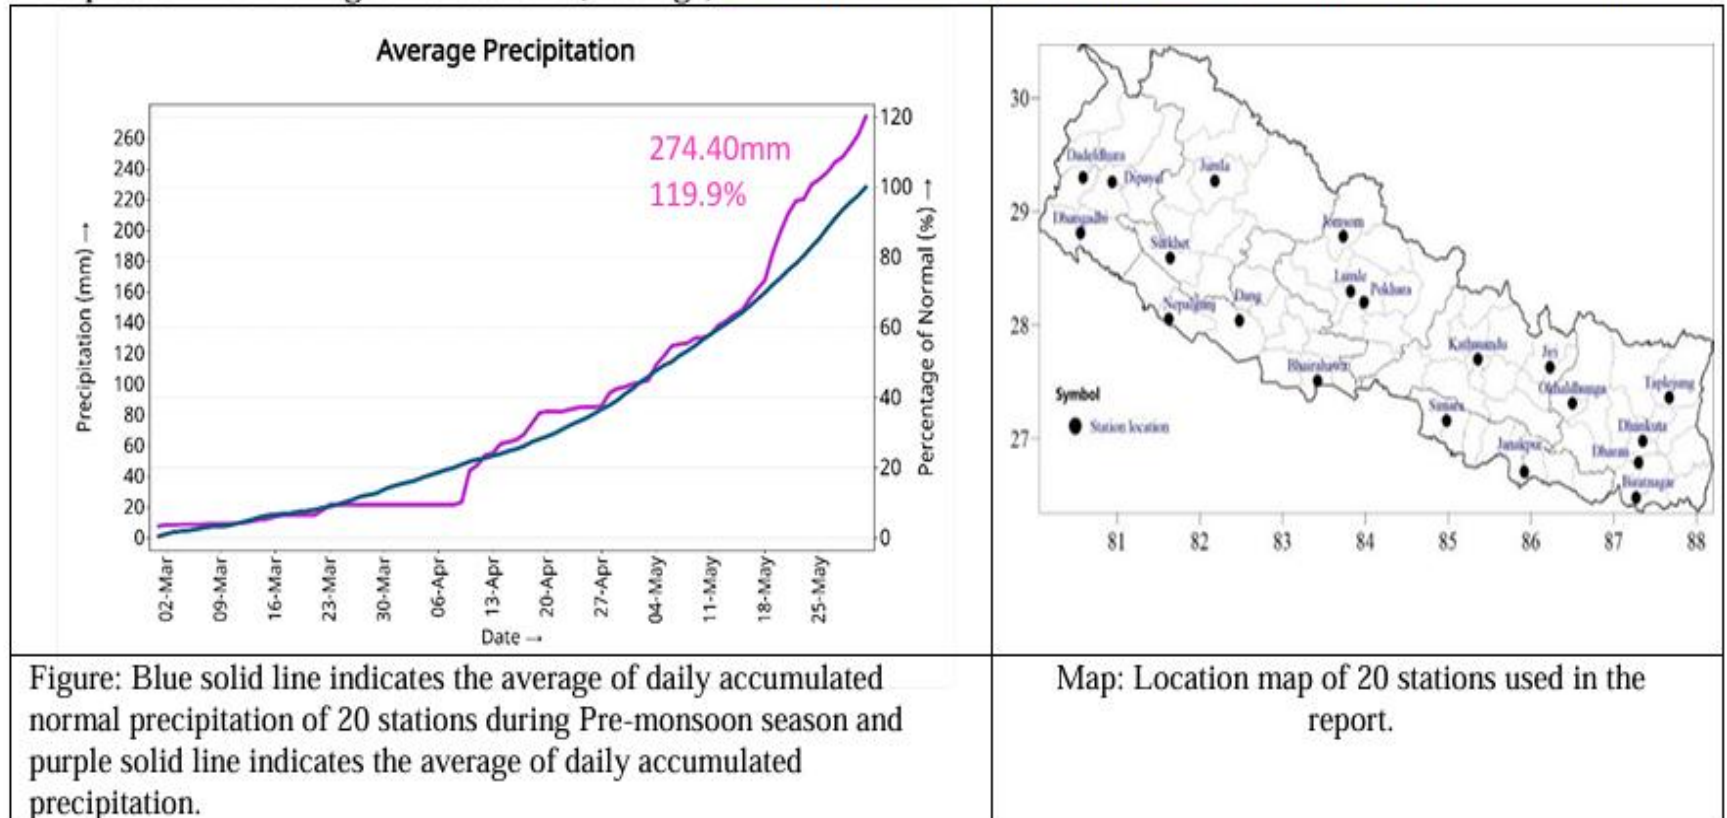 Average Precipitation
274.40mm
119.9%
Precipitation (mm) →
260
240
220
200
180
160
140
120
100
80
60
40
20
0
Percentage of Normal (%) →
120
100
80
60
40
20
0
02-Mar
09-Mar
16-Mar
23-Mar
30-Mar
06-Apr
13-Apr
20-Apr
27-Apr
04-May
11-May
18-May
25-May
Date →
30
29
28
27
Dadeldhura
Dipayal
Jumla
Dhangadhi
Surkhet
Jomsom
Lumle
Pokhara
Nepalgunj
Dang
Bhairahawa
Kathmandu
Jiri
Okhaldhunga
Taplejung
Simara
Dhankuta
Janakpur
Dharan
Biratnagar
Symbol
Station location
81
82
83
84
85
86
87
88
Figure: Blue solid line indicates the average of daily accumulated
normal precipitation of 20 stations during Pre-monsoon season and
purple solid line indicates the average of daily accumulated
precipitation.
Map: Location map of 20 stations used in the
report.